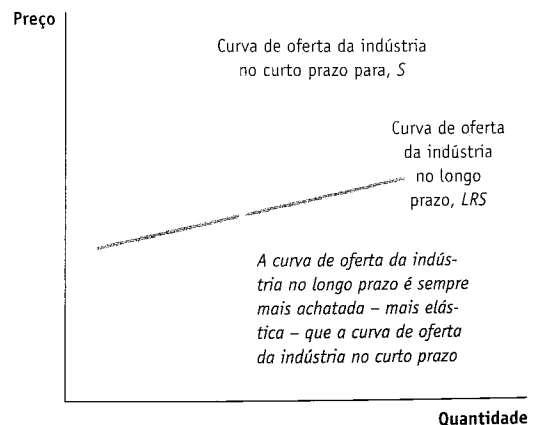 Preço
Curva de oferta da indústria
no curto prazo para, S
Curva de oferta
da indústria
no longo
prazo, LRS
A curva de oferta da indús-
tria no longo prazo é sempre
mais achatada – mais elás-
tica – que a curva de oferta
da indústria no curto prazo
Quantidade